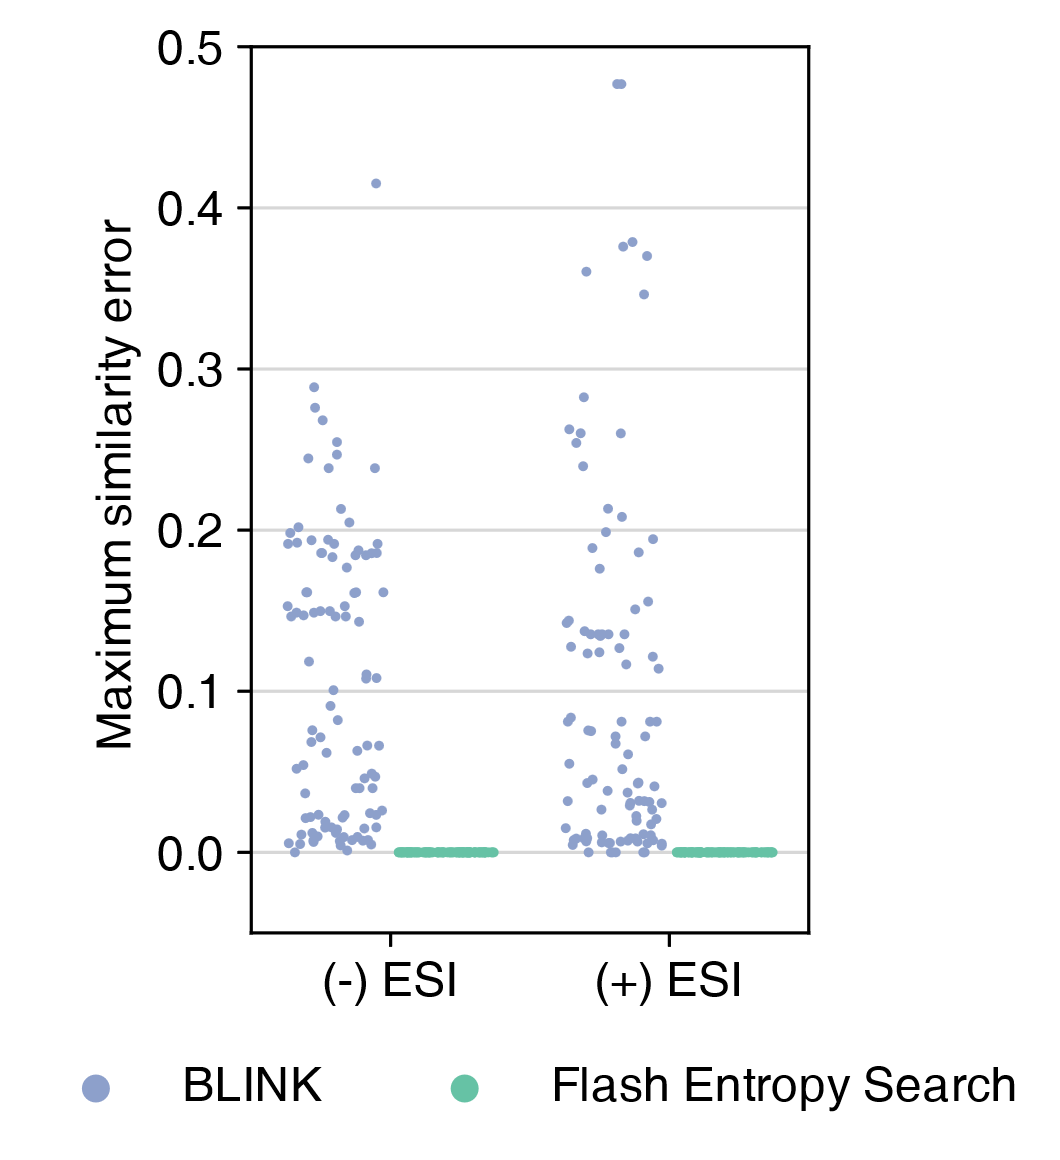 Maximum similarity error
0.5
0.4
0.3
0.2
0.1
0.0
(-) ESI (+) ESI
BLINK Flash Entropy Search